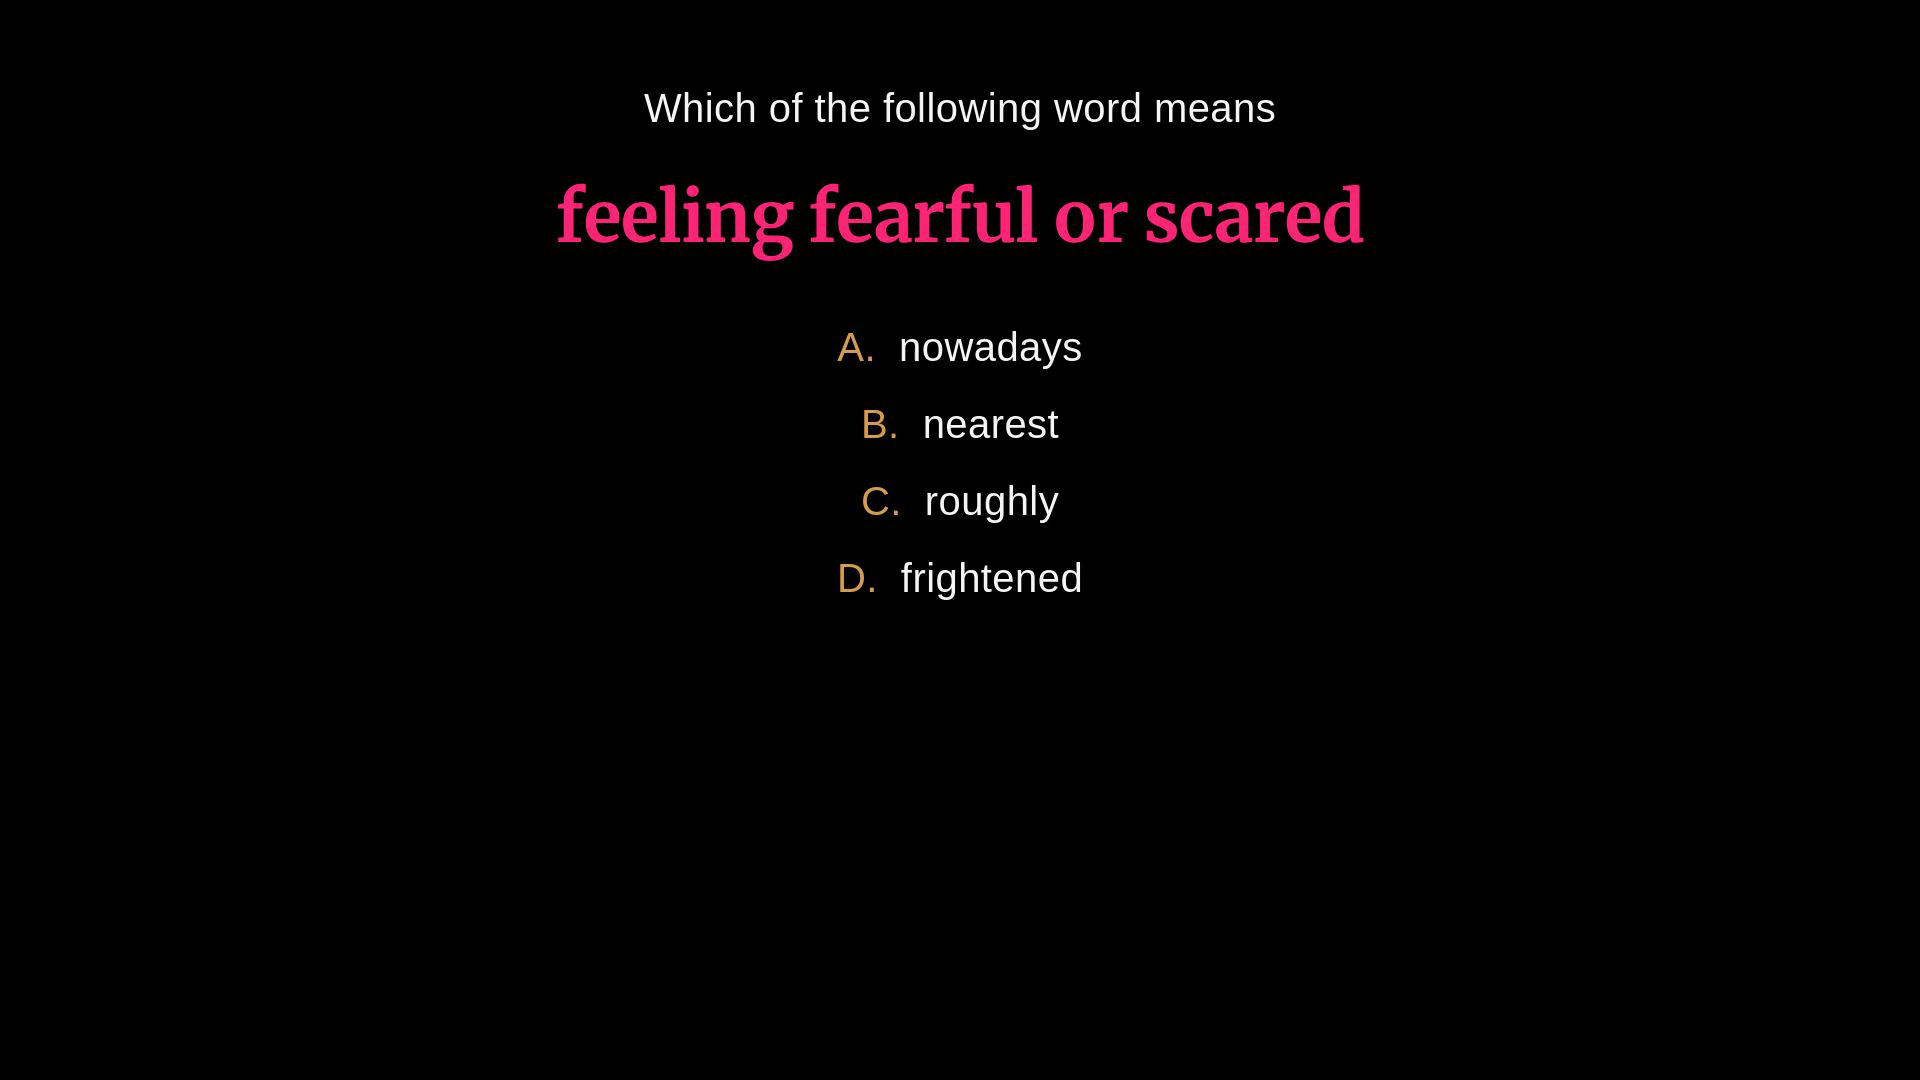 Which of the following word means
feeling fearful or scared
A. nowadays
B. nearest
C. roughly
D. frightened